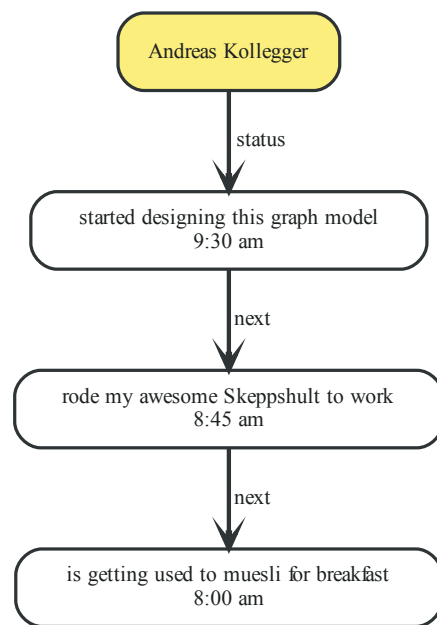 Andreas Kollegger
status
started designing this graph model
9:30 am
next
rode my awesome Skeppshult to work
8:45 am
next
is getting used to muesli for breakfast
8:00 am